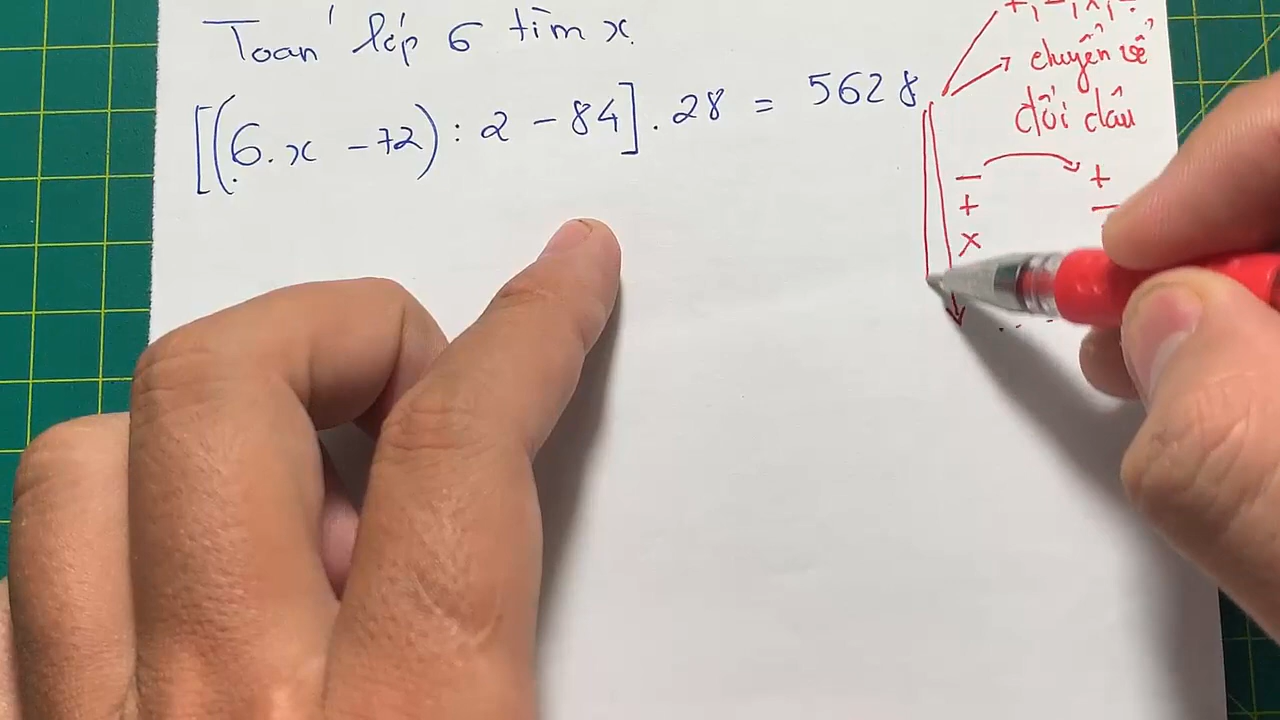 Toán lớp 6 tìm x
[(6.x - 72) : 2 - 84] . 28 = 5628
+, -, x, :
chuyển vế
đổi dấu
- +
+ -
x